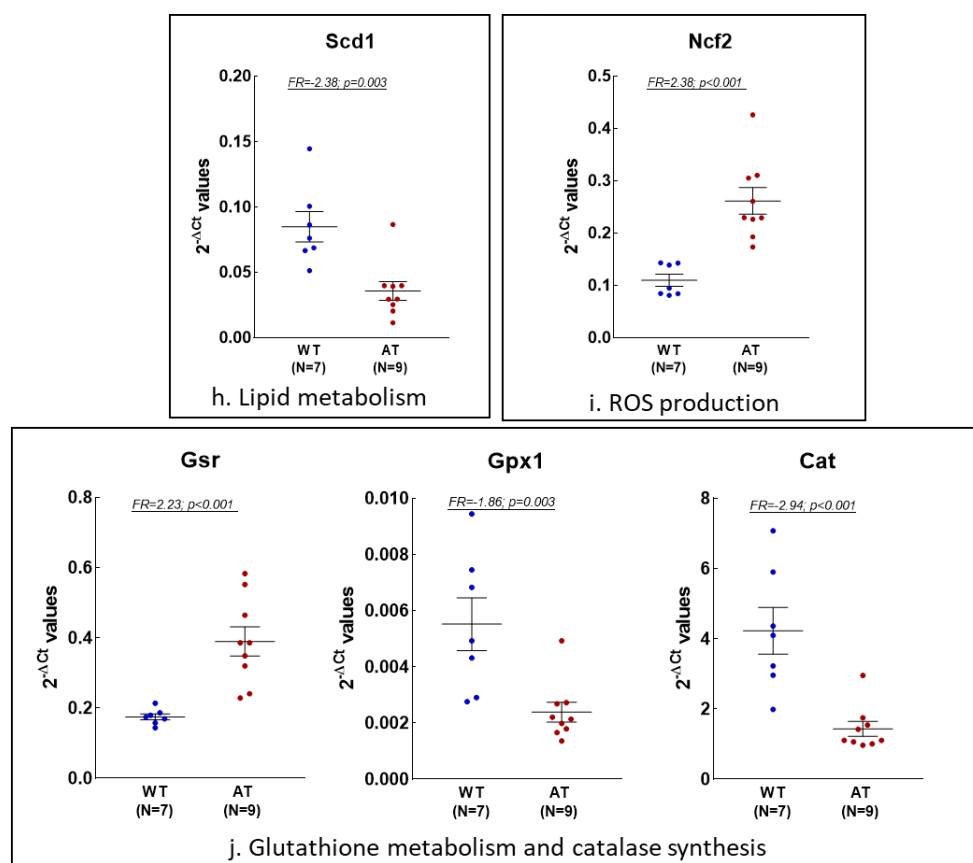 Scd1
FR=-2.38; p=0.003
0.20
0.15
0.10
0.05
0.00
2^-ΔCt values
WT
(N=7)
AT
(N=9)
h. Lipid metabolism
Ncf2
FR=2.38; p<0.001
0.5
0.4
0.3
0.2
0.1
0.0
2^-ΔCt values
WT
(N=7)
AT
(N=9)
i. ROS production
Gsr
FR=2.23; p<0.001
0.8
0.6
0.4
0.2
0.0
2^-ΔCt values
WT
(N=7)
AT
(N=9)
Gpx1
FR=-1.86; p=0.003
0.010
0.008
0.006
0.004
0.002
0.000
2^-ΔCt values
WT
(N=7)
AT
(N=9)
Cat
FR=-2.94; p<0.001
8
6
4
2
0
2^-ΔCt values
WT
(N=7)
AT
(N=9)
j. Glutathione metabolism and catalase synthesis